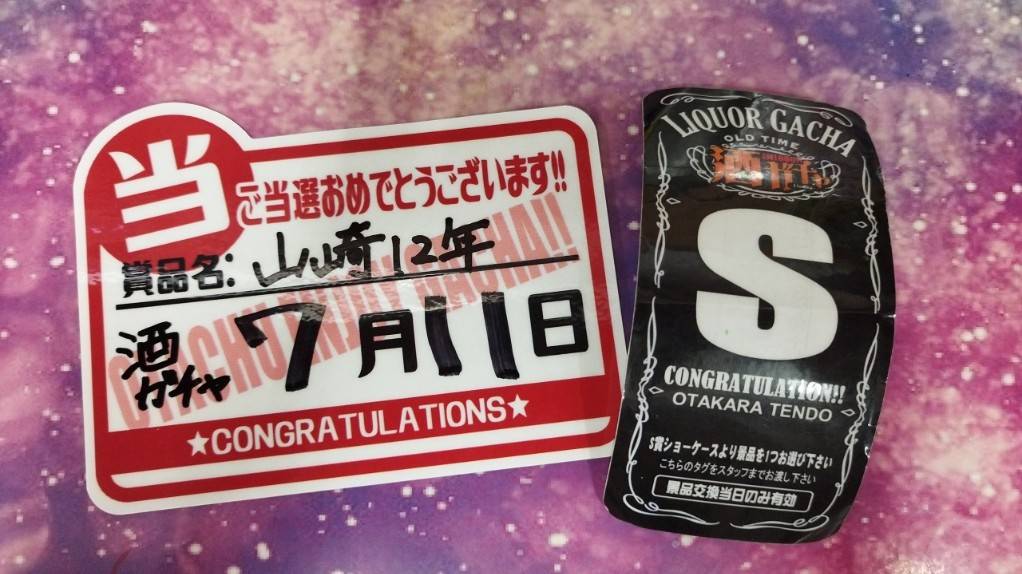 当
ご当選おめでとうございます!!
賞品名: 山崎12年
酒ガチャ
7月11日
★CONGRATULATIONS★
LIQUOR GACHA
OLD TIME
酒ガチャ
S
CONGRATULATION!!
OTAKARA TENDO
S賞ショーケースより景品を1つお選び下さい
こちらのタグをスタッフまでお渡し下さい
景品交換当日のみ有効